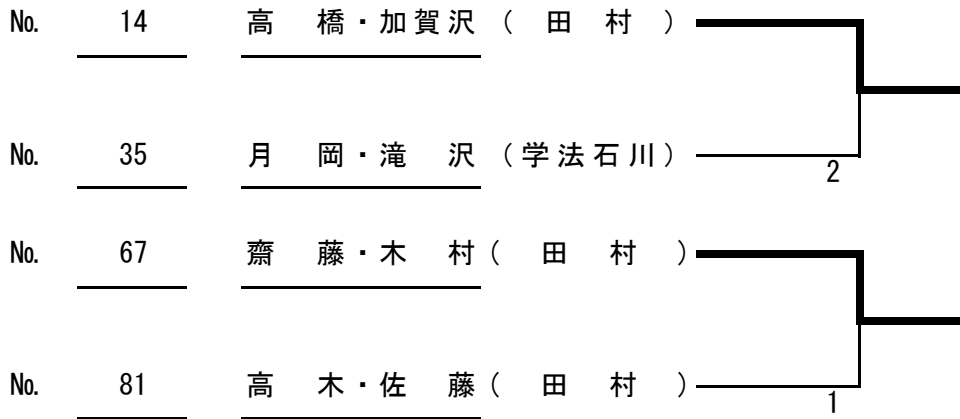 No. 14 高橋・加賀沢(田村)
No. 35 月岡・滝沢(学法石川)
2
No. 67 齋藤・木村(田村)
No. 81 高木・佐藤(田村)
1